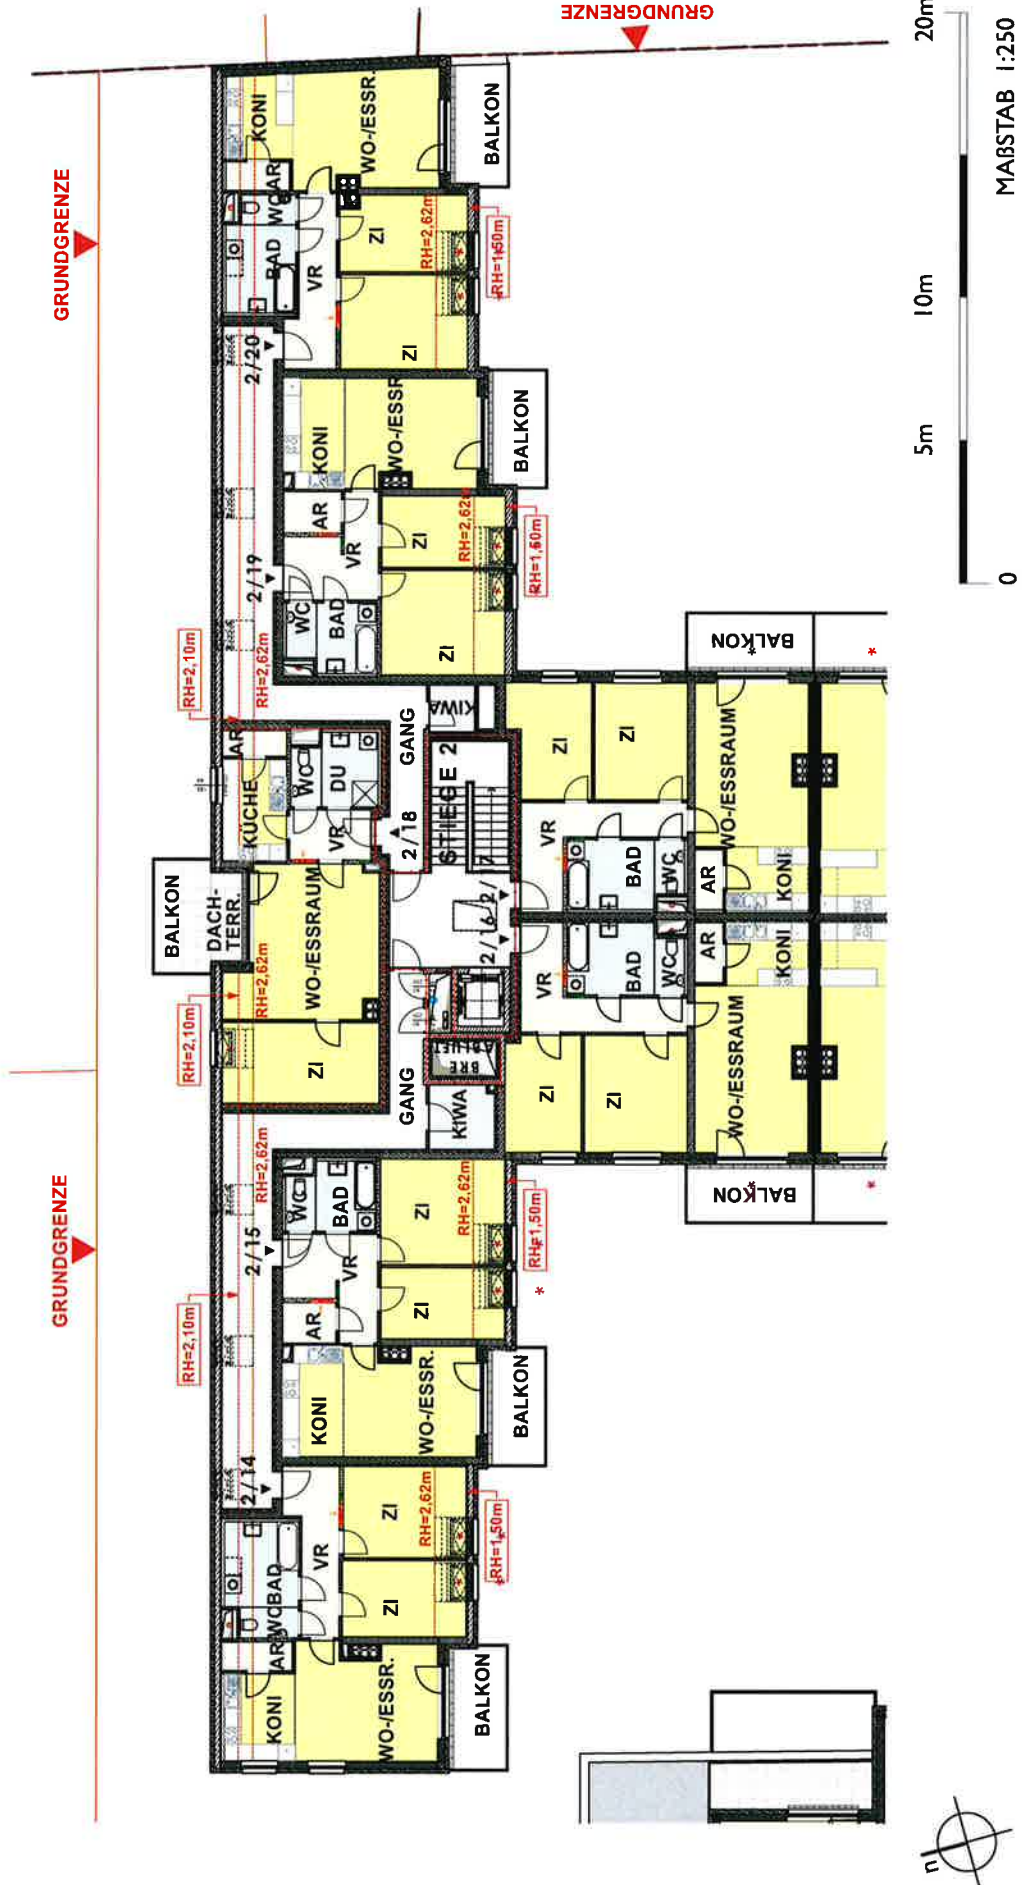 GRUNDGRENZE
GRUNDGRENZE
GRUNDGRENZE
20m
10m
5m
0
MAßSTAB 1:250
n
KONI
WO-/ESSR.
BALKON
AR
WC
BAD
VR
ZI
ZI
RH=2,62m
RH=1,50m
2/20
KONI
WO-/ESSR
BALKON
AR
VR
ZI
ZI
WC
BAD
RH=2,62m
RH=1,50m
2/19
RH=2,10m
RH=2,62m
AR
KÜCHE
WC
DU
VR
GANG
KIWA
STIEGE 2
2/18
BALKON
DACH-
TERR.
WO-/ESSRAUM
RH=2,62m
RH=2,10m
ZI
2/16
2/17
GANG
BRE
KIWA
ZI
ZI
VR
BAD
WC
AR
KONI
WO-/ESSRAUM
BALKON
ZI
ZI
VR
BAD
WC
AR
KONI
WO-/ESSRAUM
BALKON
RH=2,62m
RH=2,10m
2/15
WC
BAD
VR
AR
ZI
ZI
RH=2,62m
RH=1,50m
KONI
WO-/ESSR.
BALKON
2/14
WC
BAD
VR
AR
ZI
ZI
RH=2,62m
RH=1,50m
KONI
WO-/ESSR.
BALKON